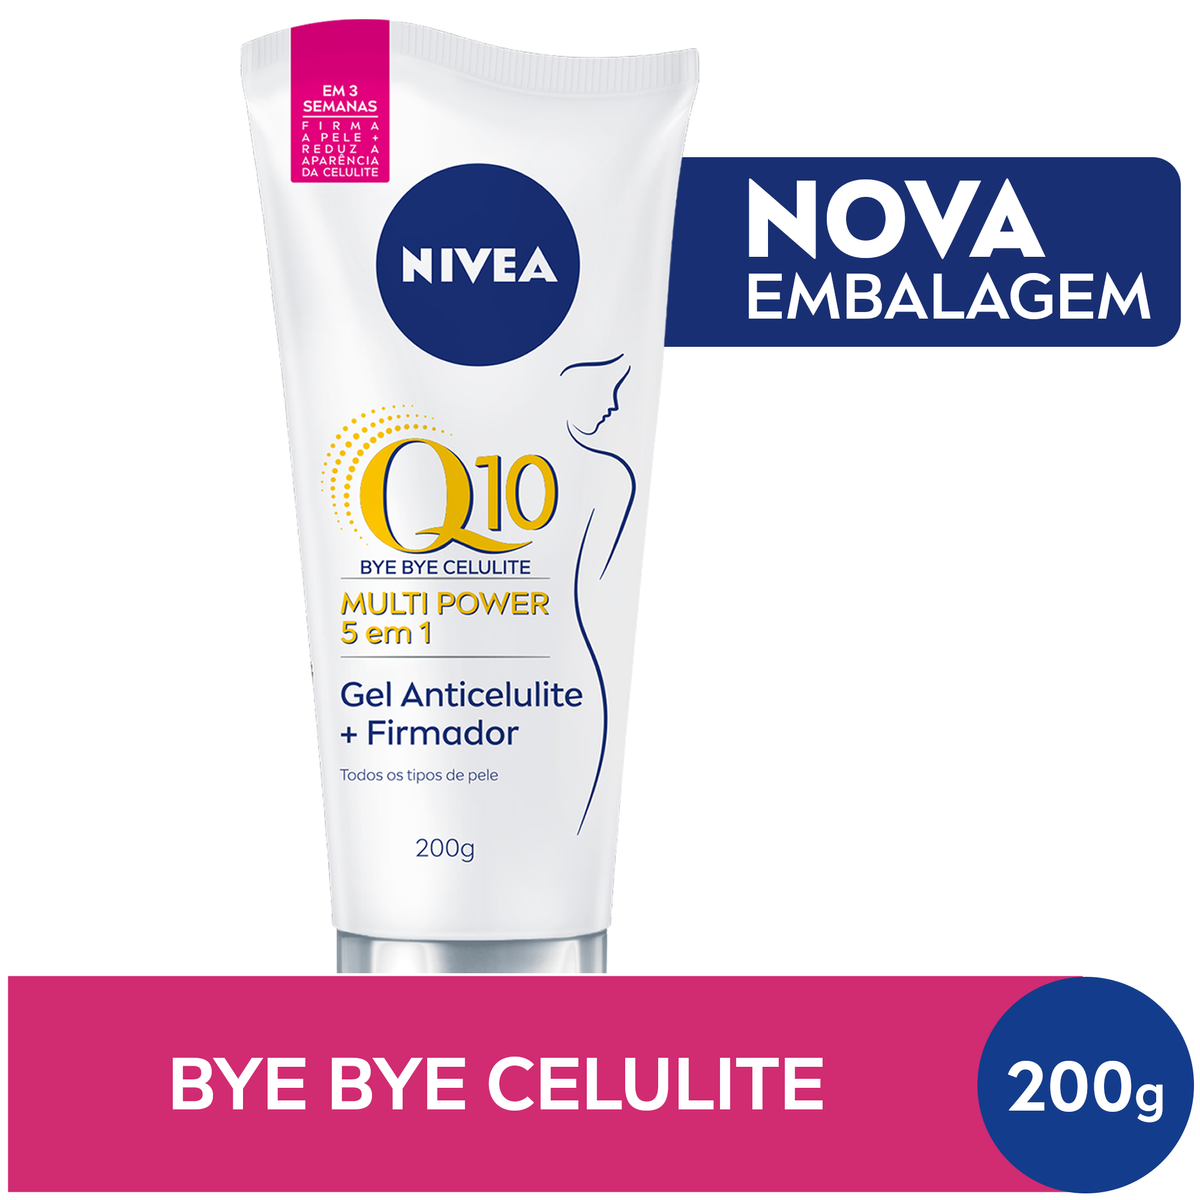 EM 3
SEMANAS
FIRMA
A PELE +
REDUZ A
APARÊNCIA
DA CELULITE
NIVEA
NOVA
EMBALAGEM
Q10
BYE BYE CELULITE
MULTI POWER
5 em 1
Gel Anticelulite
+ Firmador
Todos os tipos de pele
200g
BYE BYE CELULITE
200g